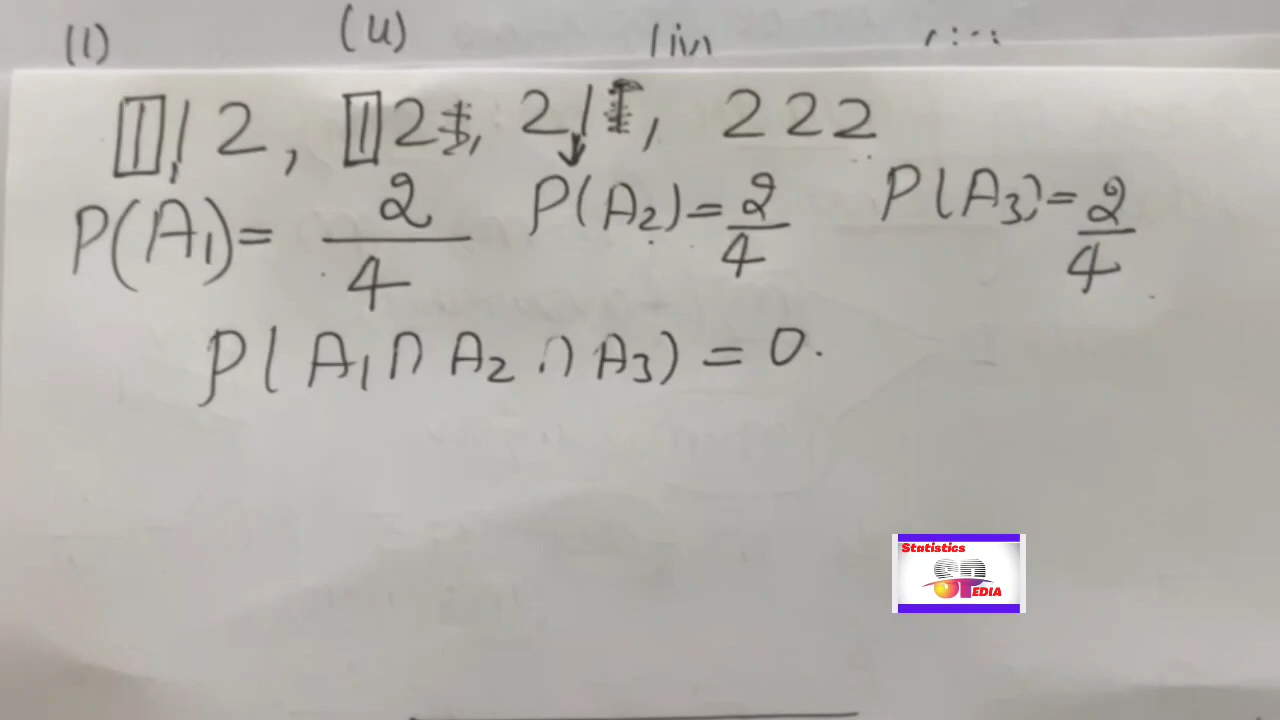 (I) (II) (III)
112, 121, 211, 222
P(A1) = 2/4 P(A2) = 2/4 P(A3) = 2/4
P(A1 ∩ A2 ∩ A3) = 0.
Statistics
EDIA